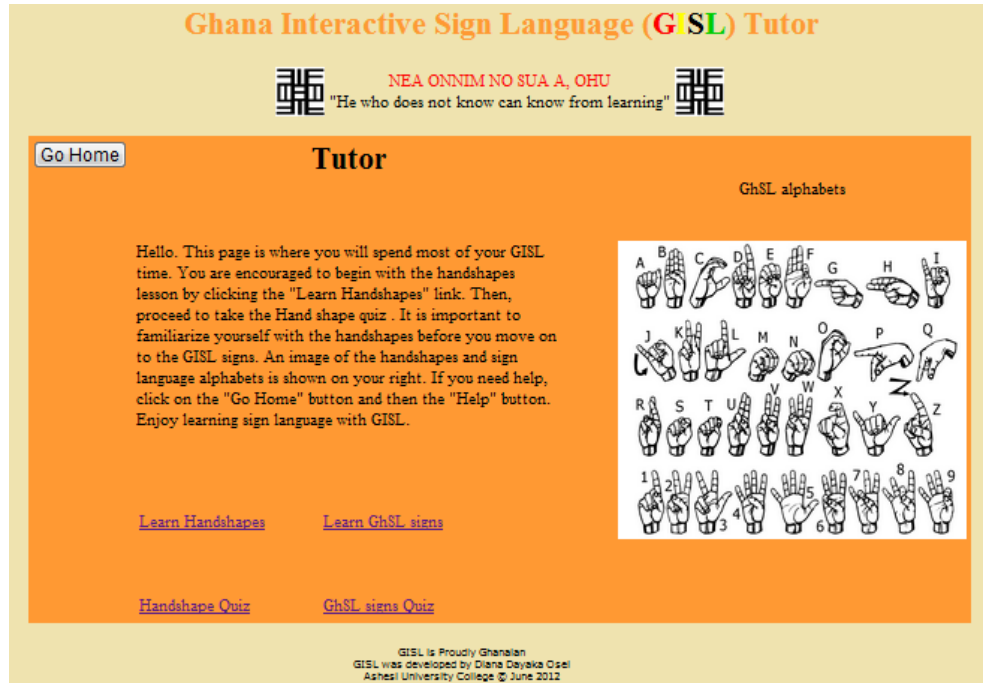 Ghana Interactive Sign Language (GISL) Tutor
NEA ONNIM NO SUA A, OHU
"He who does not know can know from learning"
Go Home
Tutor
GhSL alphabets
Hello. This page is where you will spend most of your GISL
time. You are encouraged to begin with the handshapes
lesson by clicking the "Learn Handshapes" link. Then,
proceed to take the Hand shape quiz . It is important to
familiarize yourself with the handshapes before you move on
to the GISL signs. An image of the handshapes and sign
language alphabets is shown on your right. If you need help,
click on the "Go Home" button and then the "Help" button.
Enjoy learning sign language with GISL.
A B C D E F G H I
J K L M N O P Q
R S T U V W X Y Z
1 2 3 4 5 6 7 8 9
Learn Handshapes Learn GhSL signs
Handshape Quiz GhSL signs Quiz
GISL is Proudly Ghanaian
GISL was developed by Diana Dayaka Osei
Ashesi University College © June 2012